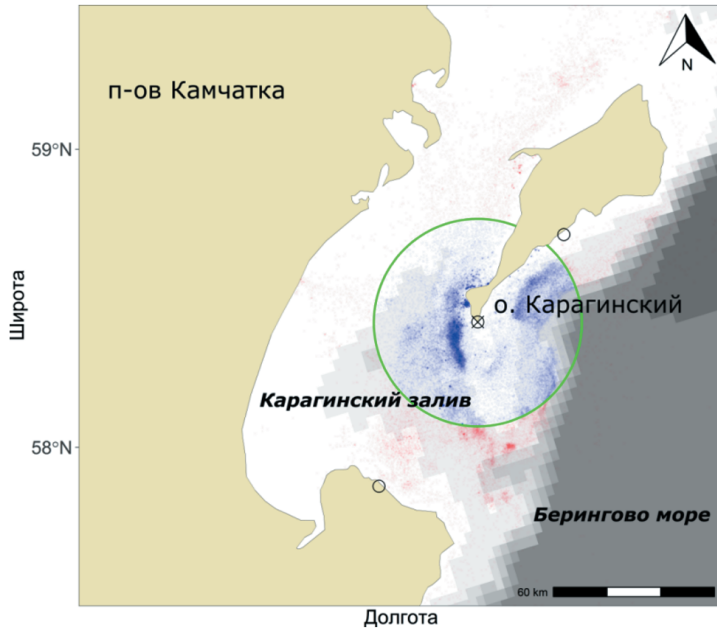 п-ов Камчатка
N
59°N
о. Карагинский
Широта
Карагинский залив
58°N
Берингово море
60 km
Долгота